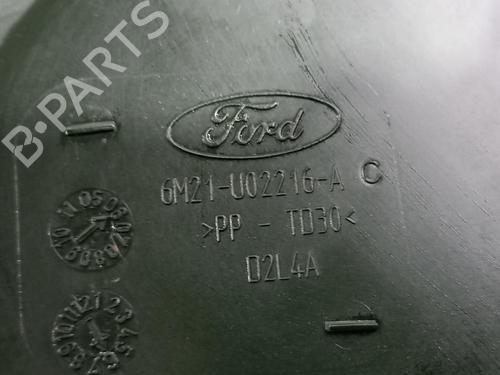 B-PARTS
Ford
6M21-U02216-A C
>PP - TD30<
D2L4A